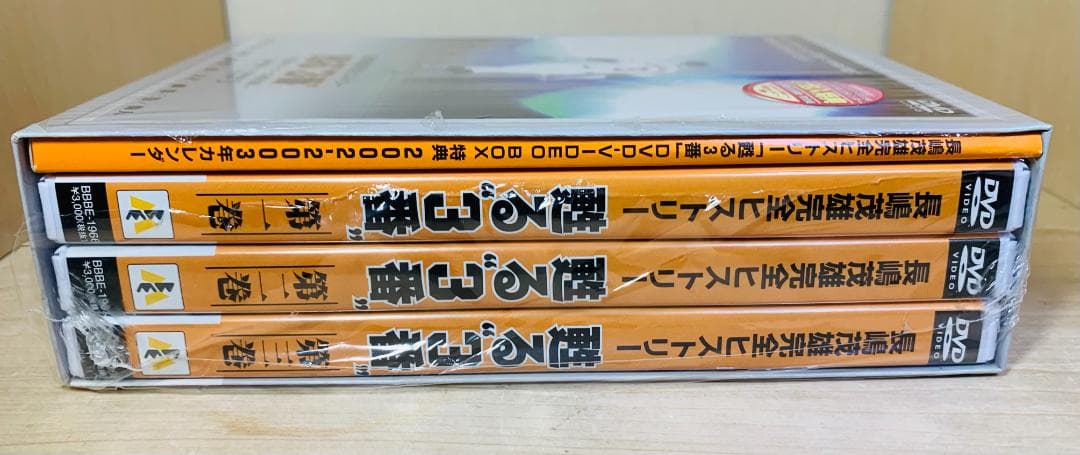 長嶋茂雄完全ヒストリー「甦る3番」DVD-VIDEO BOX 特典 2002-2003年カレンダー
DVD
VIDEO
長嶋茂雄完全ヒストリー
甦る“3番”
第一巻
BBBE-1966
¥3,000(税抜)
DVD
VIDEO
長嶋茂雄完全ヒストリー
甦る“3番”
第二巻
¥3,000
DVD
VIDEO
長嶋茂雄完全ヒストリー
甦る“3番”
第三巻